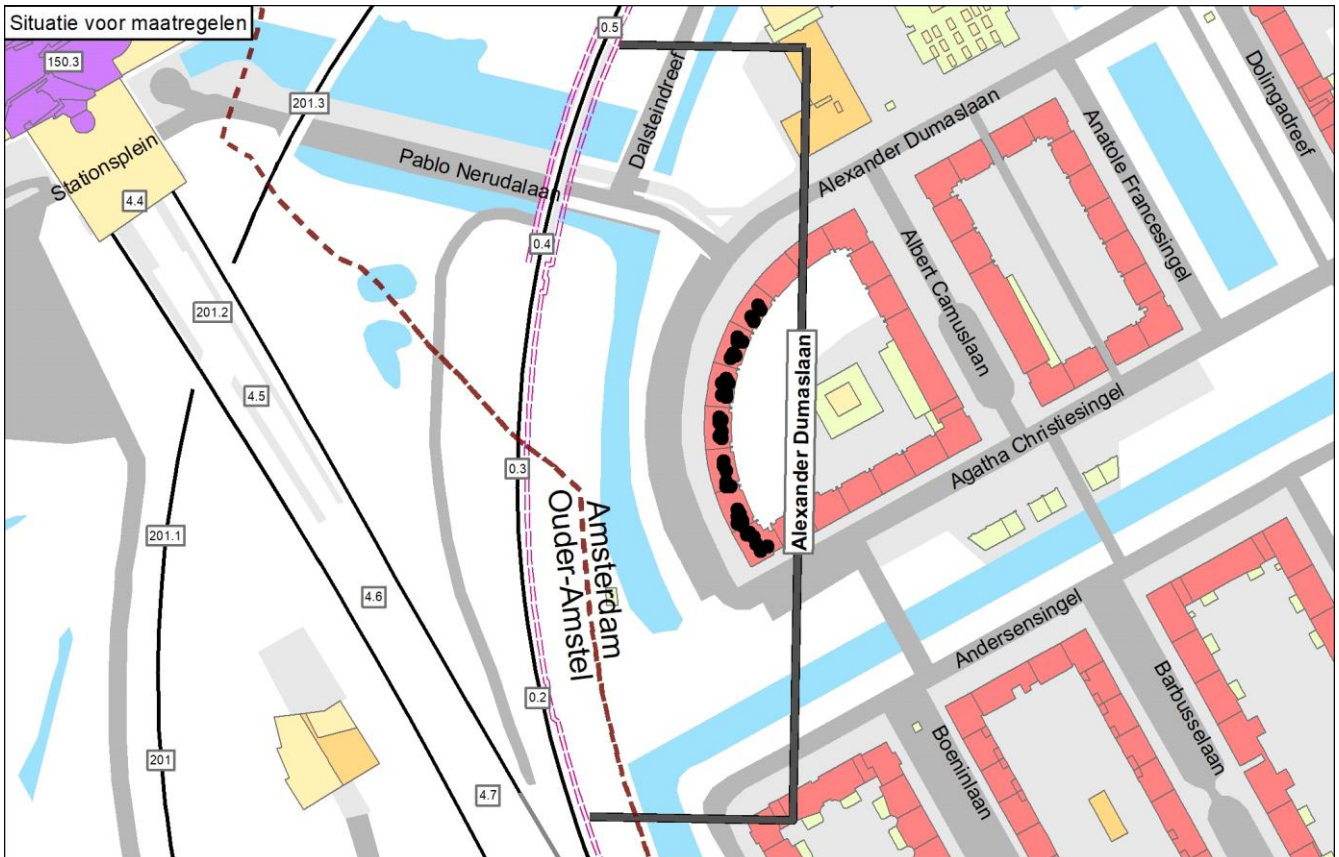 Situatie voor maatregelen
0.5
150.3
201.3
Dalsteindreef
Dolingadreef
Alexander Dumaslaan
Anatole Francesingel
Pablo Nerudalaan
Stationsplein
4.4
0.4
Albert Camuslaan
201.2
4.5
Alexander Dumaslaan
Agatha Christiesingel
0.3
Amsterdam
Ouder-Amstel
201.1
4.6
Andersensingel
0.2
Barbusselaan
Boeninlaan
201
4.7